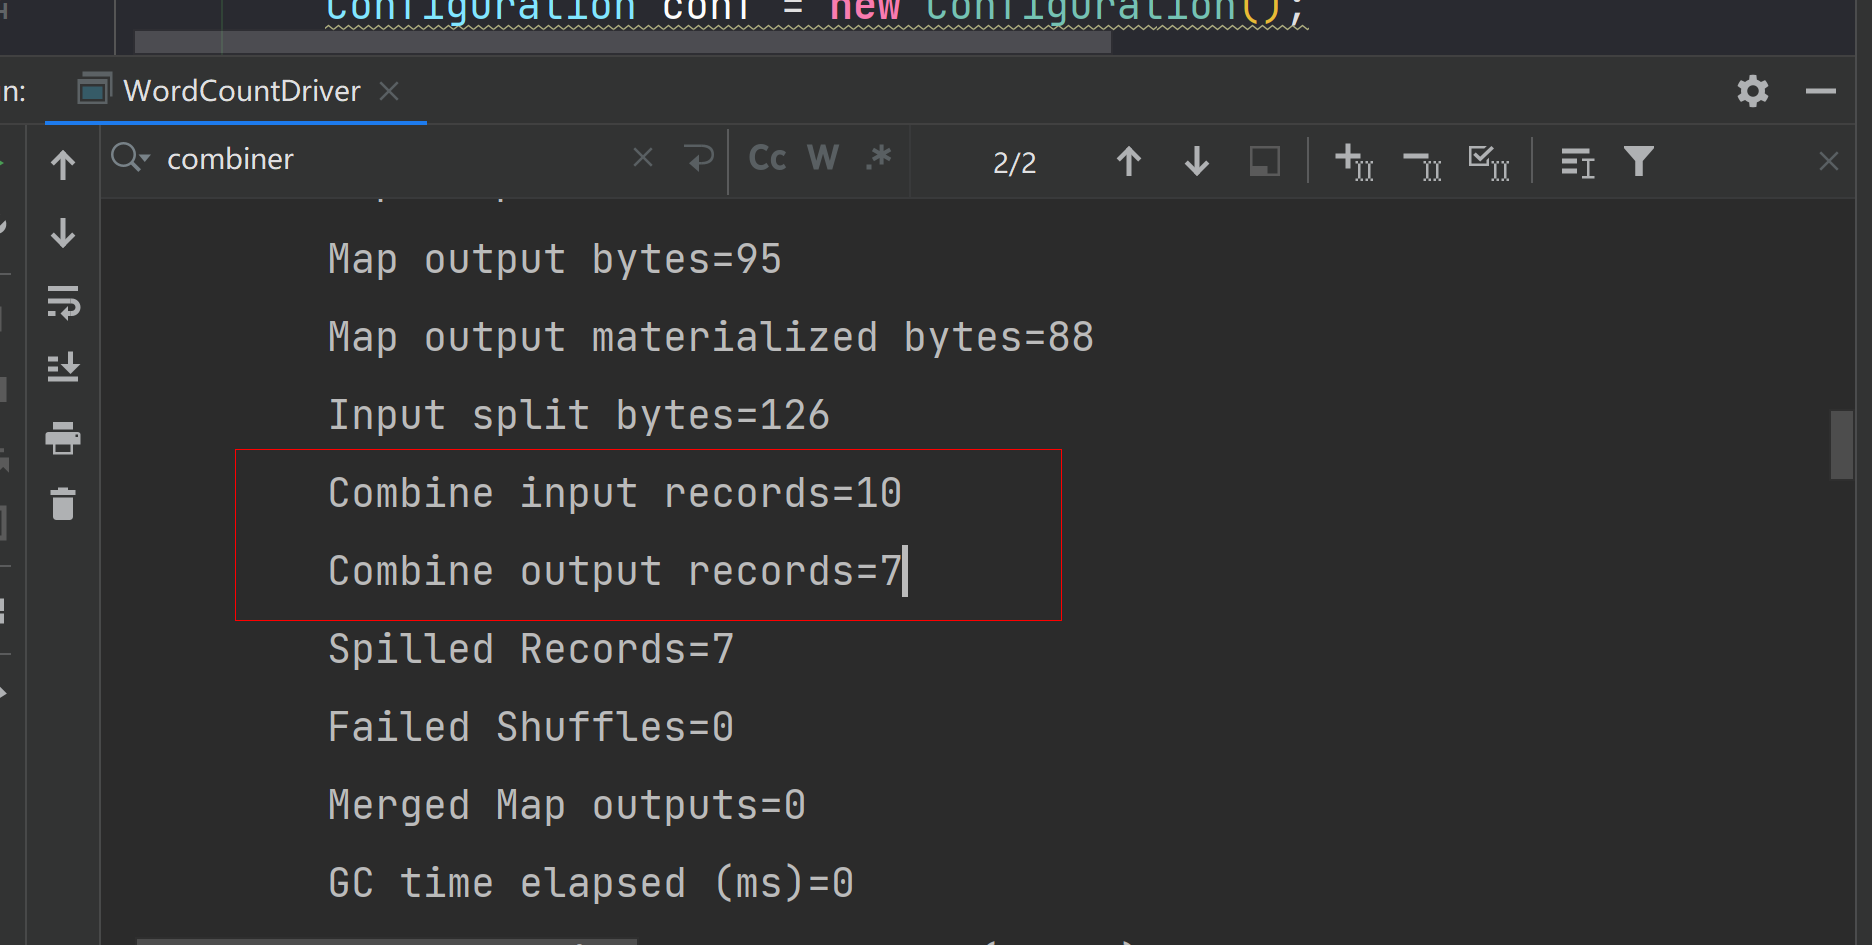 Configuration conf = new Configuration();
n:
WordCountDriver
combiner
Cc W .*
2/2
Map output bytes=95
Map output materialized bytes=88
Input split bytes=126
Combine input records=10
Combine output records=7
Spilled Records=7
Failed Shuffles=0
Merged Map outputs=0
GC time elapsed (ms)=0